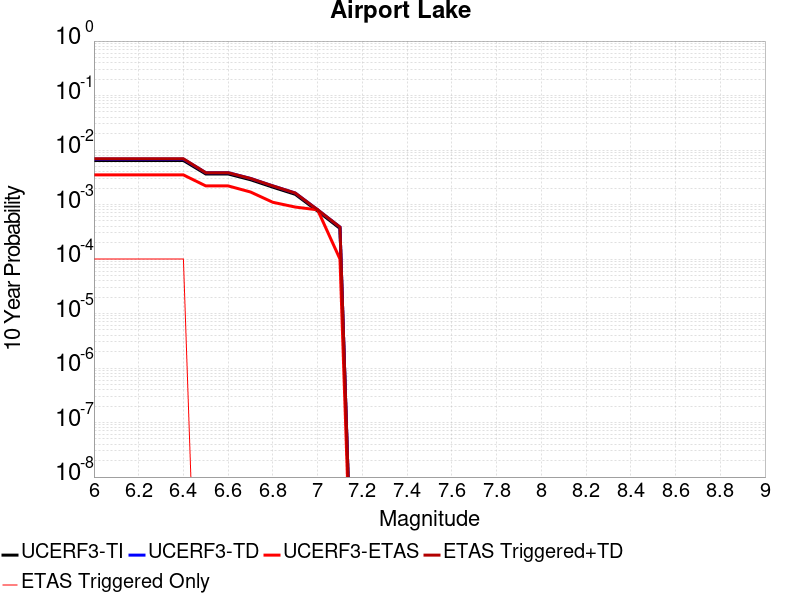 Airport Lake
10 0
10 -1
10 -2
10 -3
10 -4
10 -5
10 -6
10 -7
10 -8
10 Year Probability
6 6.2 6.4 6.6 6.8 7 7.2 7.4 7.6 7.8 8 8.2 8.4 8.6 8.8 9
Magnitude
UCERF3-TI UCERF3-TD UCERF3-ETAS ETAS Triggered+TD
ETAS Triggered Only